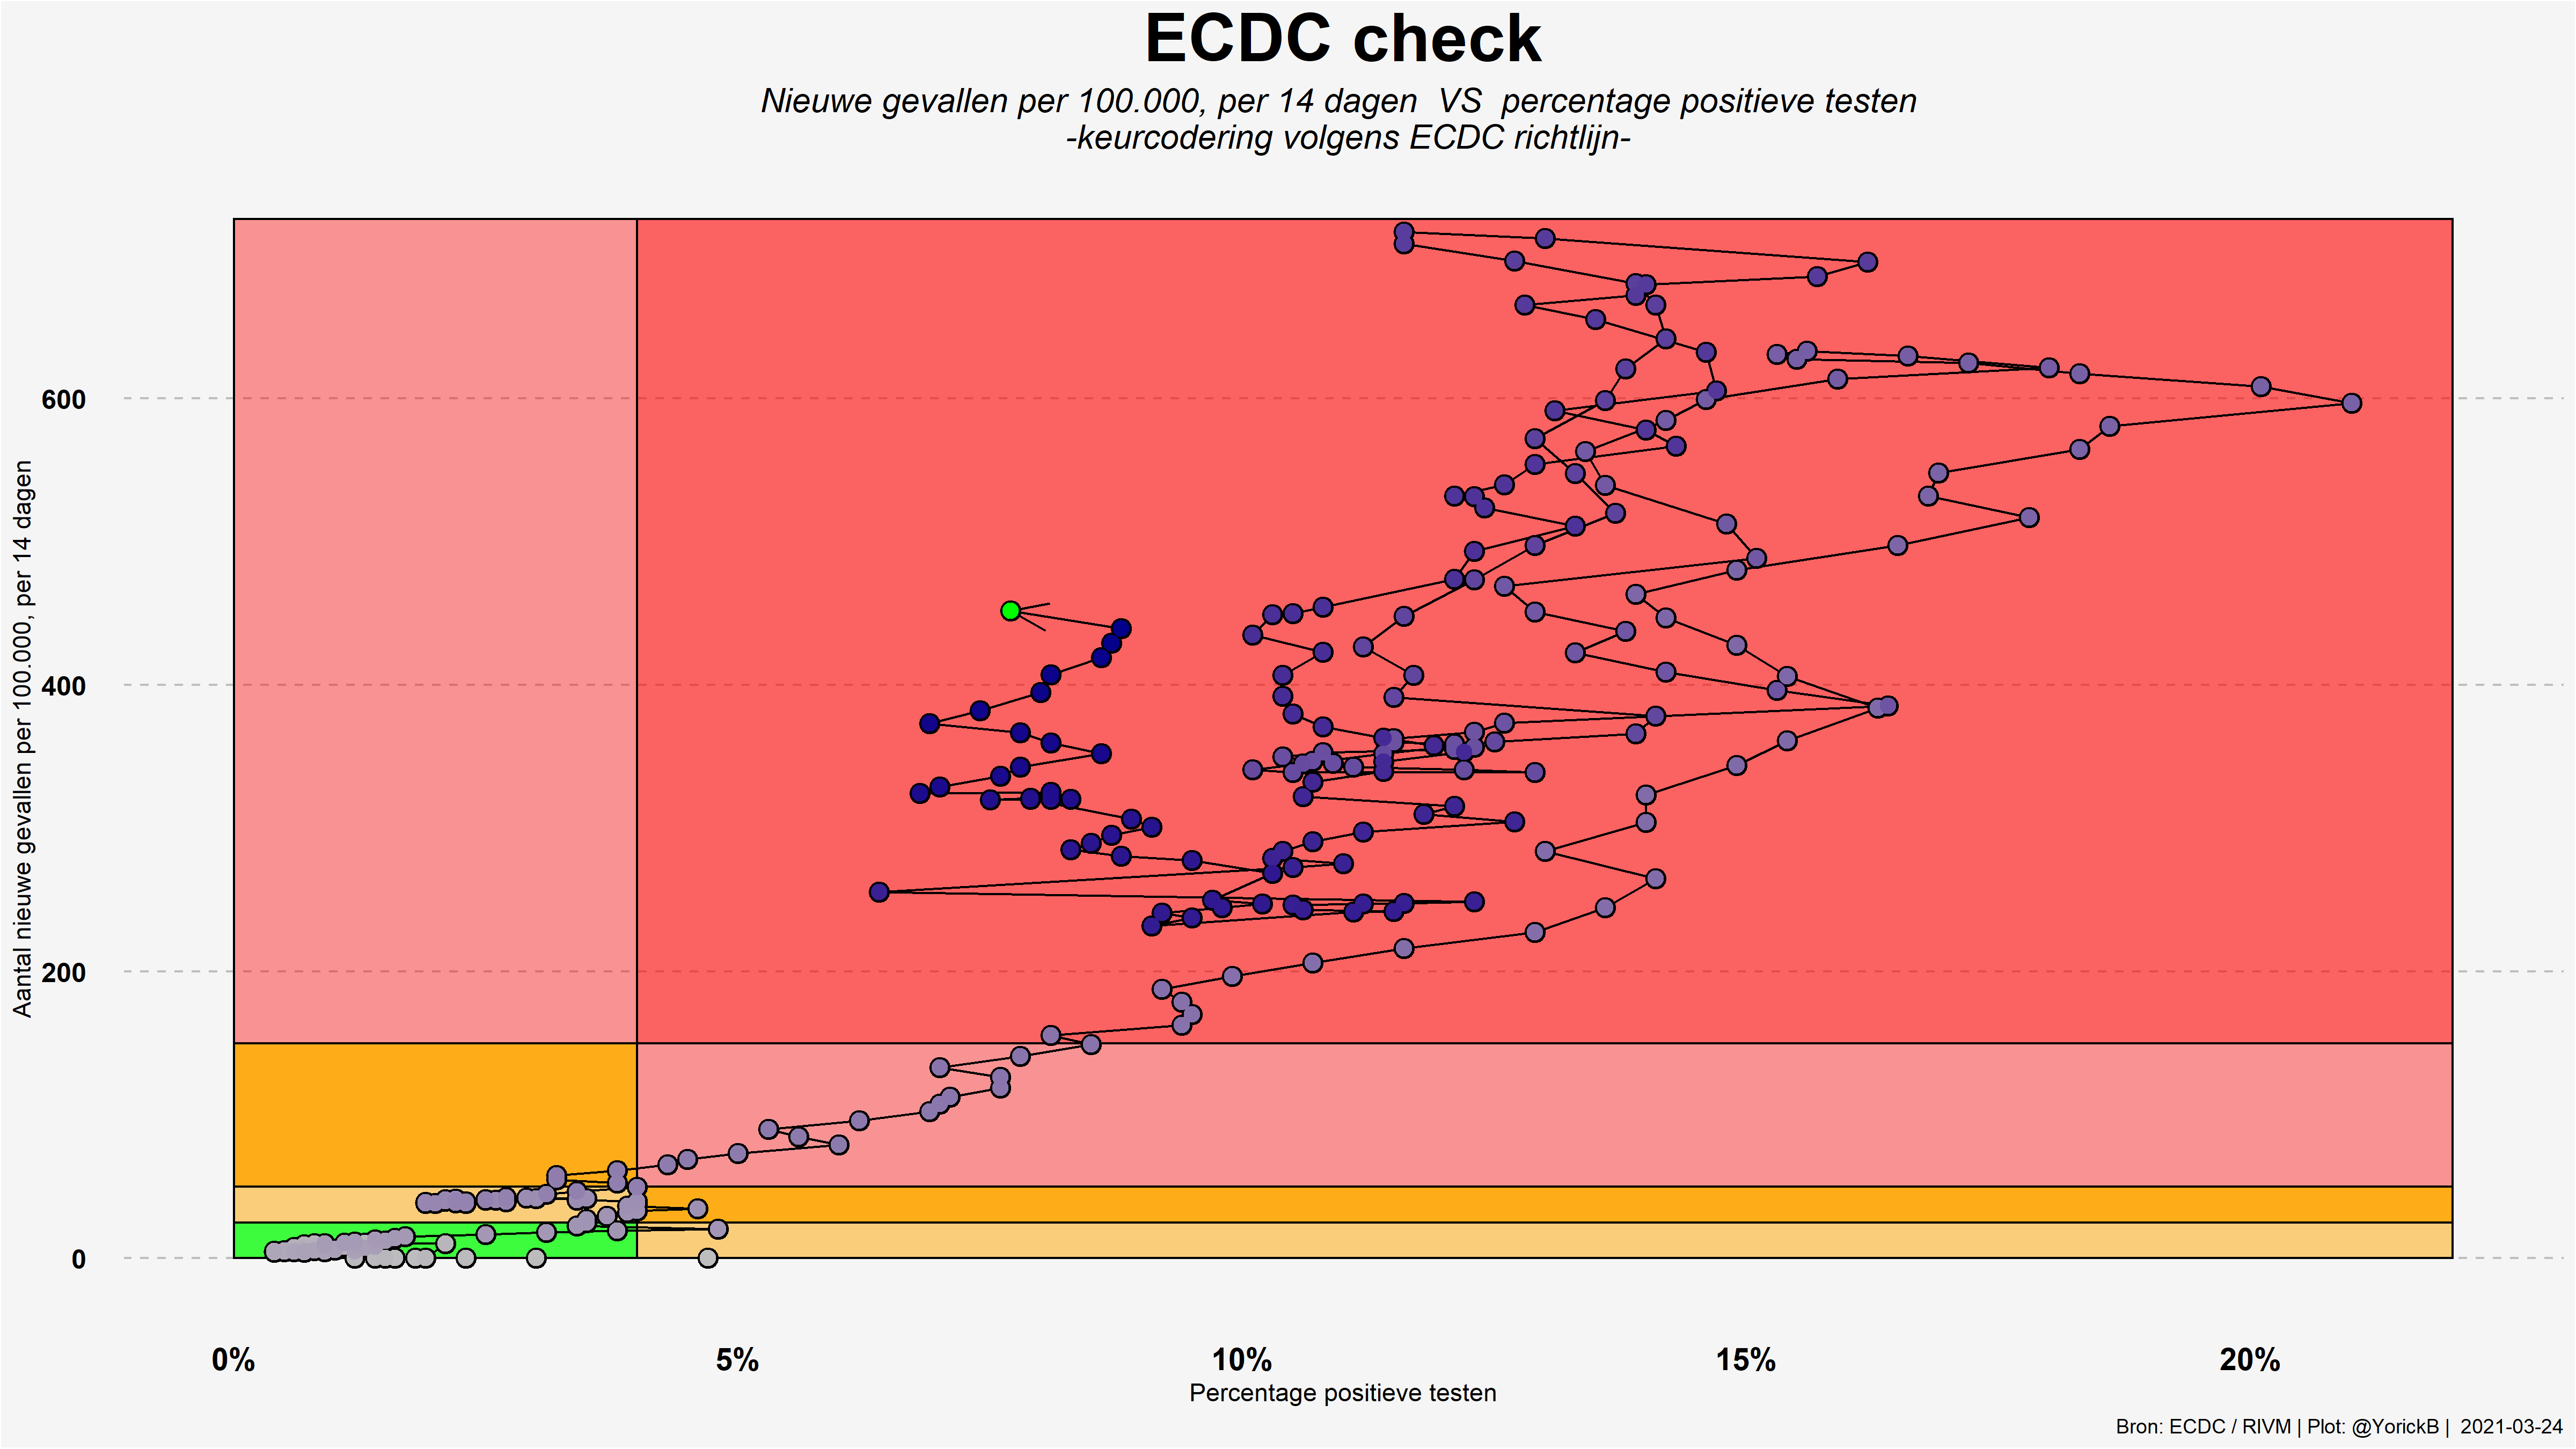 ECDC check
Nieuwe gevallen per 100.000, per 14 dagen  VS  percentage positieve testen
-keurcodering volgens ECDC richtlijn-
Aantal nieuwe gevallen per 100.000, per 14 dagen
600
400
200
0
0%
5%
10%
15%
20%
Percentage positieve testen
Bron: ECDC / RIVM | Plot: @YorickB |  2021-03-24